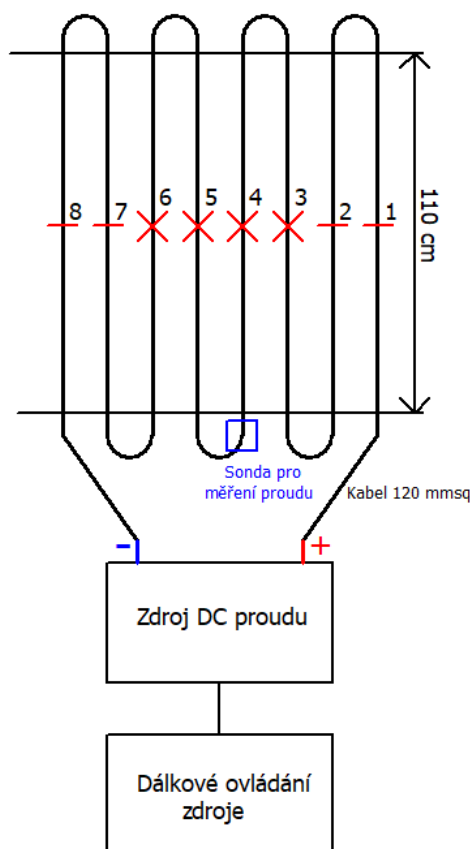 8 7 6 5 4 3 2 1
110 cm
Sonda pro
měření proudu
Kabel 120 mmsq
- +
Zdroj DC proudu
Dálkové ovládání
zdroje